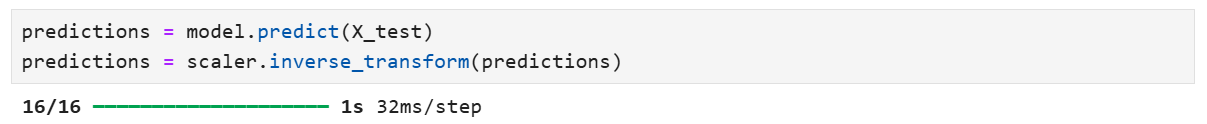 predictions = model.predict(X_test)
predictions = scaler.inverse_transform(predictions)
16/16 ━━━━━━━━━━━━━━━━━━━━ 1s 32ms/step